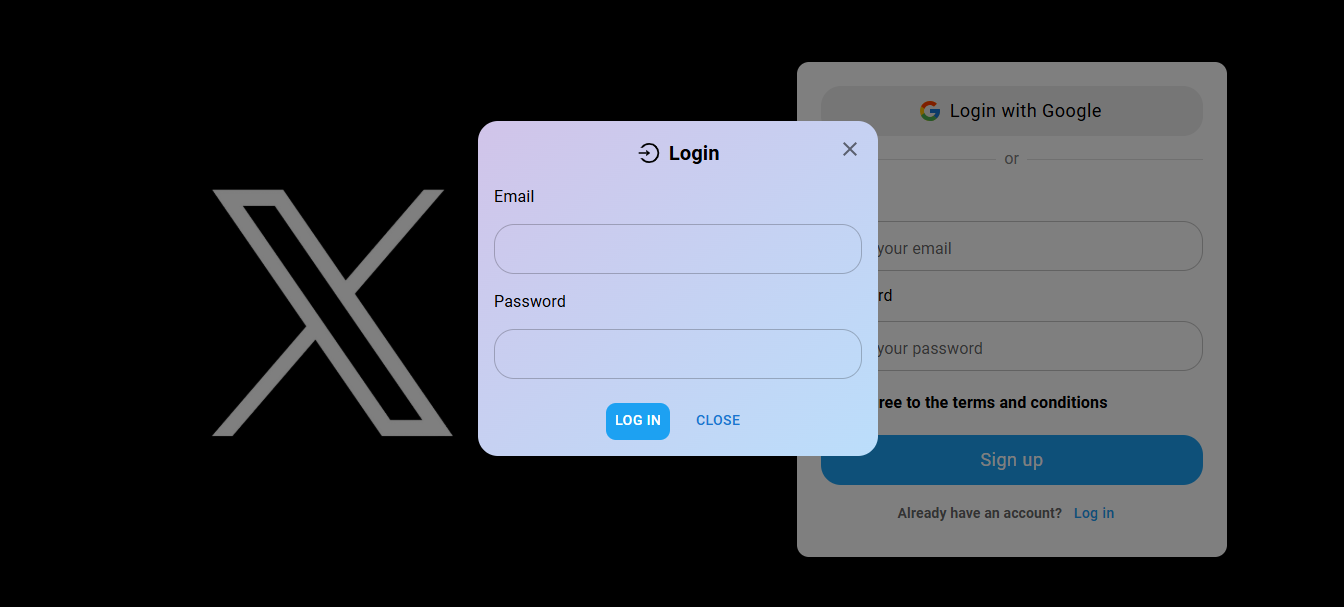 Login with Google
or
Login
Email
your email
Password
rd
your password
ree to the terms and conditions
LOG IN
CLOSE
Sign up
Already have an account? Log in